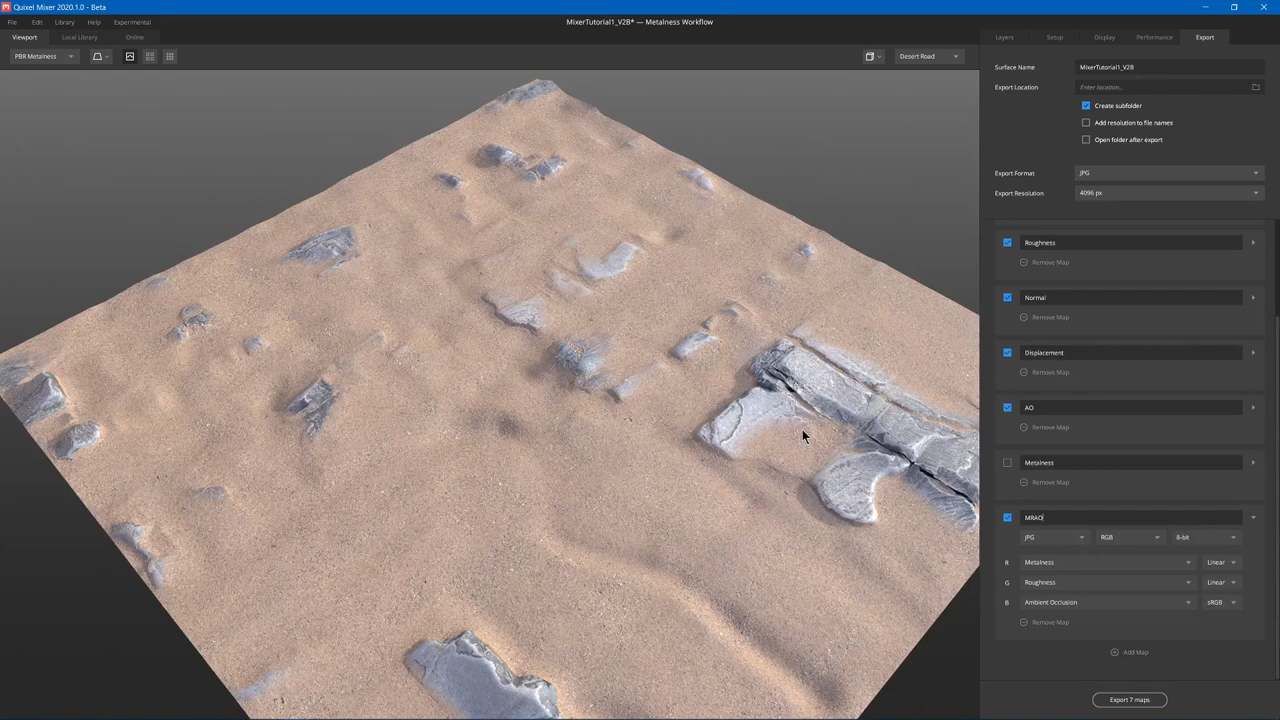 Quixel Mixer 2020.1.0 - Beta
File Edit Library Help Experimental
MixerTutorial1_V2B* — Metalness Workflow
Viewport Local Library Online
Layers Setup Display Performance Export
PBR Metalness
Desert Road
Surface Name MixerTutorial1_V2B
Export Location Enter location...
Create subfolder
Add resolution to file names
Open folder after export
Export Format JPG
Export Resolution 4096 px
Roughness
Remove Map
Normal
Remove Map
Displacement
Remove Map
AO
Remove Map
Metalness
Remove Map
MRAO
JPG RGB 8-bit
R Metalness Linear
G Roughness Linear
B Ambient Occlusion sRGB
Remove Map
Add Map
Export 7 maps